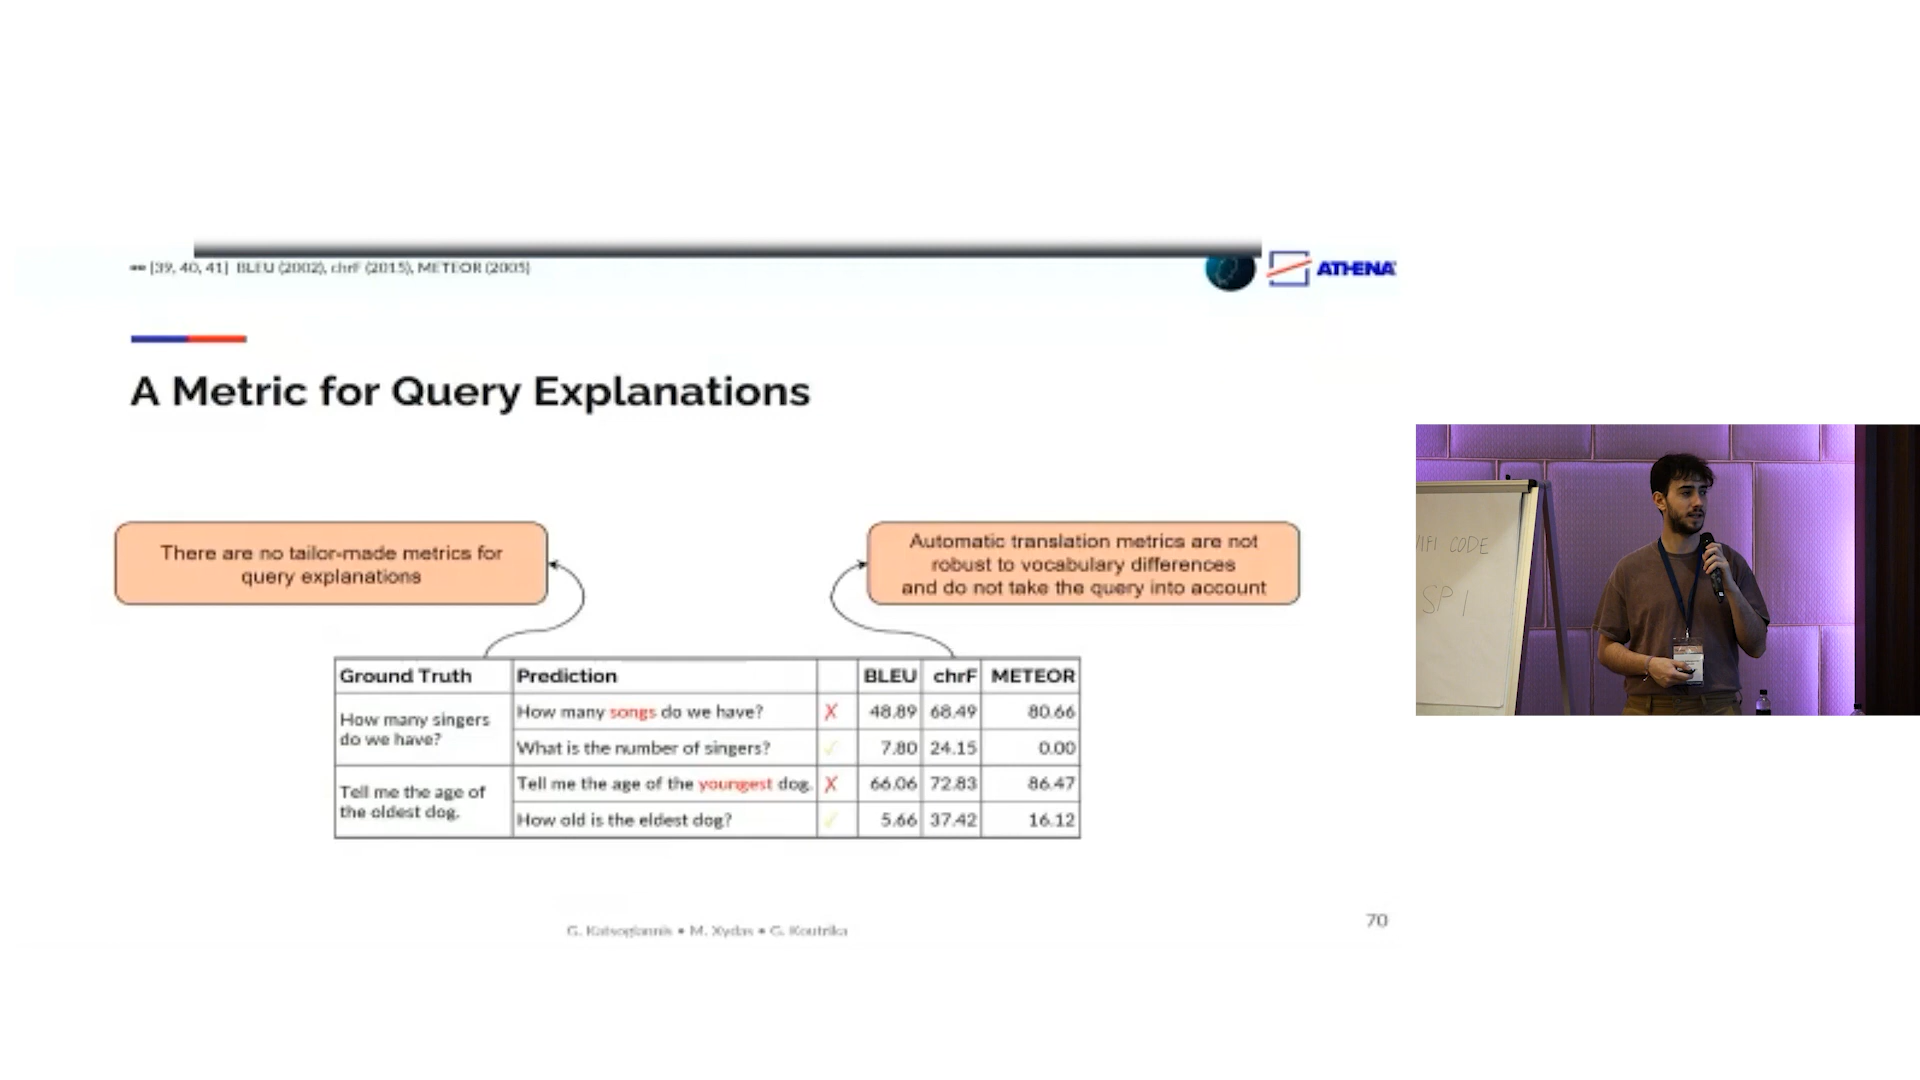 [39, 40, 41] BLEU (2002), chrF (2015), METEOR (2005)
ATHENA
A Metric for Query Explanations
There are no tailor-made metrics for
query explanations
Automatic translation metrics are not
robust to vocabulary differences
and do not take the query into account
Ground Truth Prediction BLEU chrF METEOR
How many singers
do we have?
How many songs do we have? ✗ 48.89 68.49 80.66
What is the number of singers? ✓ 7.80 24.15 0.00
Tell me the age of
the oldest dog.
Tell me the age of the youngest dog. ✗ 66.06 72.83 86.47
How old is the eldest dog? ✓ 5.66 37.42 16.12
G. Katsogiannis • M. Xydas • G. Koutrika
70
CODE
SP1